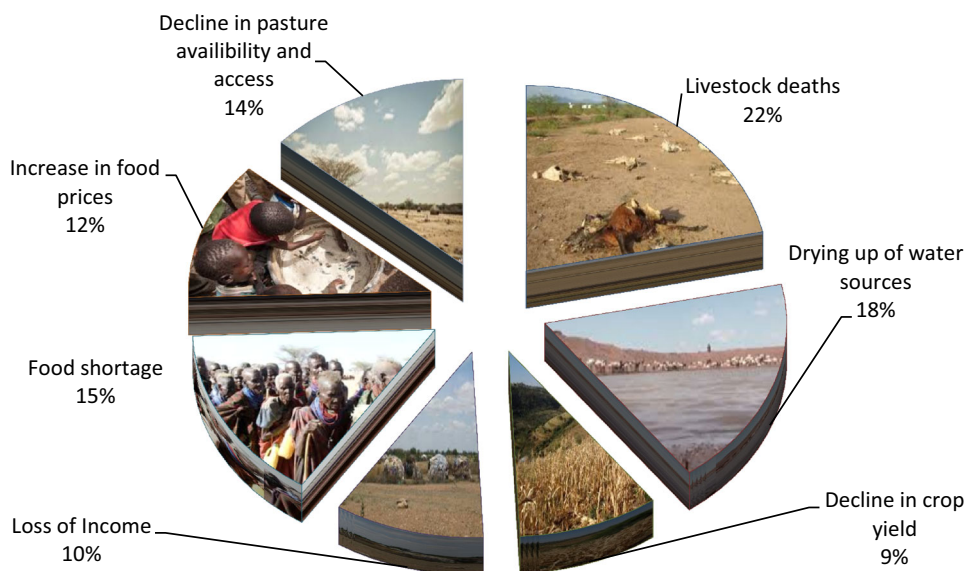 Decline in pasture
availibility and
access
14%
Livestock deaths
22%
Increase in food
prices
12%
Drying up of water
sources
18%
Food shortage
15%
Loss of Income
10%
Decline in crop
yield
9%